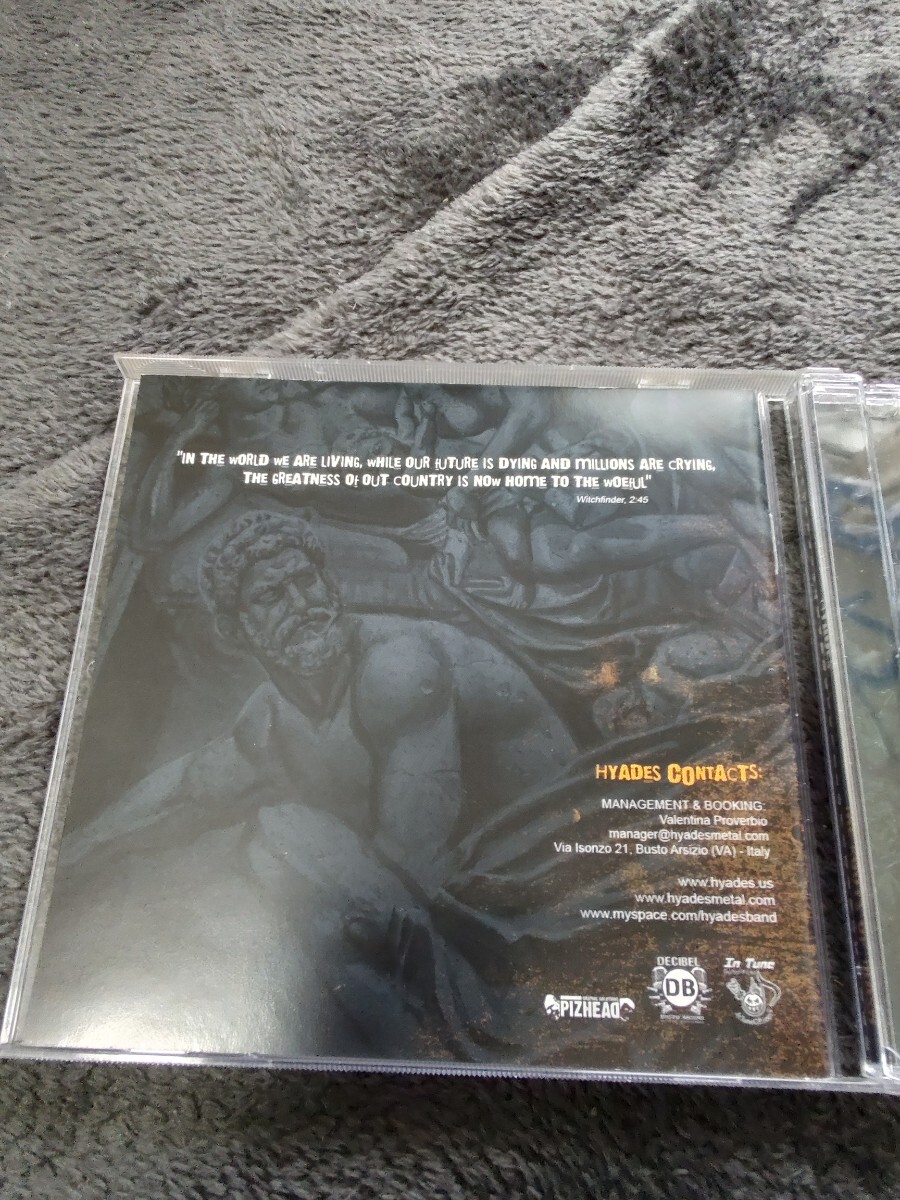 "IN THE WORLD WE ARE LIVING, WHILE OUR FUTURE IS DYING AND MILLIONS ARE CRYING,
THE GREATNESS OF OUT COUNTRY IS NOW HOME TO THE WOEFUL"
Witchfinder, 2:45
HYADES CONTACTS:
MANAGEMENT & BOOKING:
Valentina Proverbio
manager@hyadesmetal.com
Via Isonzo 21, Busto Arsizio (VA) - Italy
www.hyades.us
www.hyadesmetal.com
www.myspace.com/hyadesband
PIZHEAD
DECIBEL
DB
In Tune